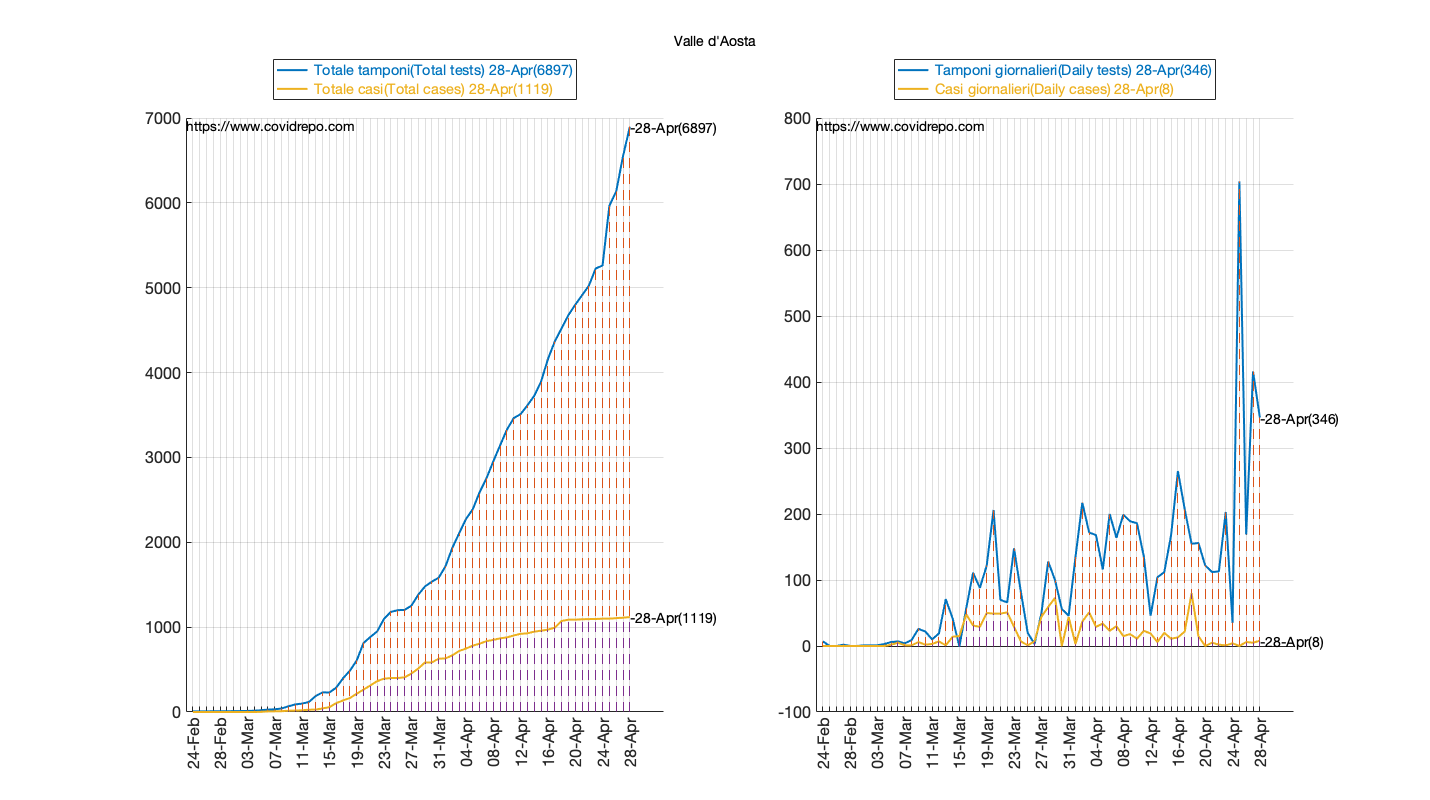 Valle d'Aosta
Totale tamponi(Total tests) 28-Apr(6897)
Totale casi(Total cases) 28-Apr(1119)
7000
6000
5000
4000
3000
2000
1000
0
https://www.covidrepo.com
-28-Apr(6897)
-28-Apr(1119)
24-Feb
28-Feb
03-Mar
07-Mar
11-Mar
15-Mar
19-Mar
23-Mar
27-Mar
31-Mar
04-Apr
08-Apr
12-Apr
16-Apr
20-Apr
24-Apr
28-Apr
Tamponi giornalieri(Daily tests) 28-Apr(346)
Casi giornalieri(Daily cases) 28-Apr(8)
800
700
600
500
400
300
200
100
0
-100
https://www.covidrepo.com
-28-Apr(346)
-28-Apr(8)
24-Feb
28-Feb
03-Mar
07-Mar
11-Mar
15-Mar
19-Mar
23-Mar
27-Mar
31-Mar
04-Apr
08-Apr
12-Apr
16-Apr
20-Apr
24-Apr
28-Apr